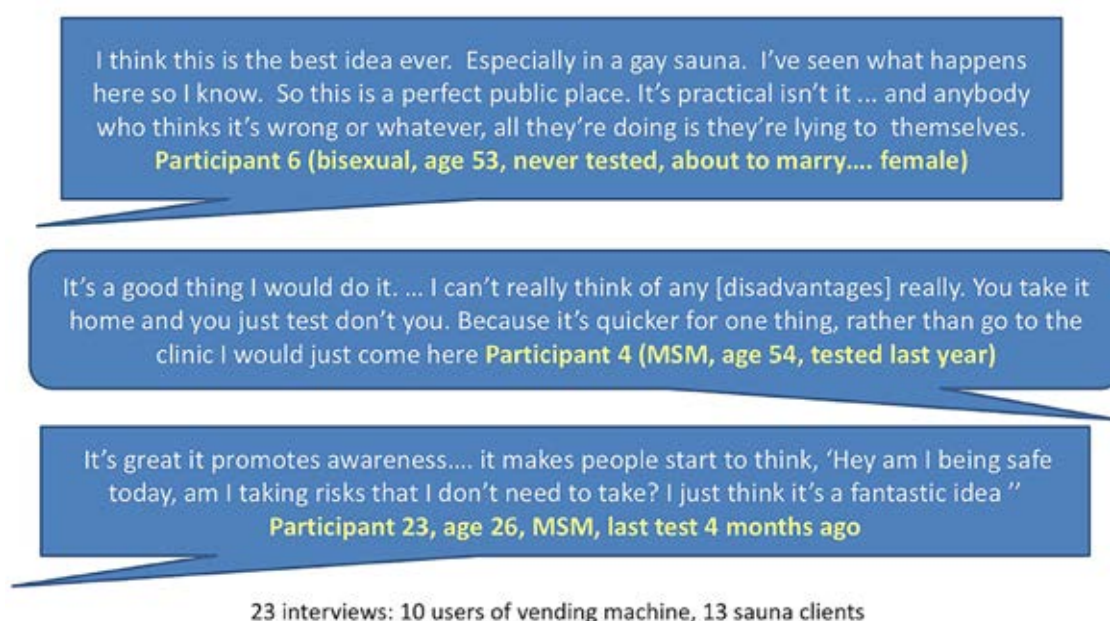 I think this is the best idea ever.  Especially in a gay sauna.  I've seen what happens
here so I know.  So this is a perfect public place. It's practical isn't it ... and anybody
who thinks it's wrong or whatever, all they're doing is they're lying to  themselves.
Participant 6 (bisexual, age 53, never tested, about to marry.... female)
It's a good thing I would do it. ... I can't really think of any [disadvantages] really. You take it
home and you just test don't you. Because it's quicker for one thing, rather than go to the
clinic I would just come here Participant 4 (MSM, age 54, tested last year)
It's great it promotes awareness.... it makes people start to think, ‘Hey am I being safe
today, am I taking risks that I don't need to take? I just think it's a fantastic idea ’’
Participant 23, age 26, MSM, last test 4 months ago
23 interviews: 10 users of vending machine, 13 sauna clients